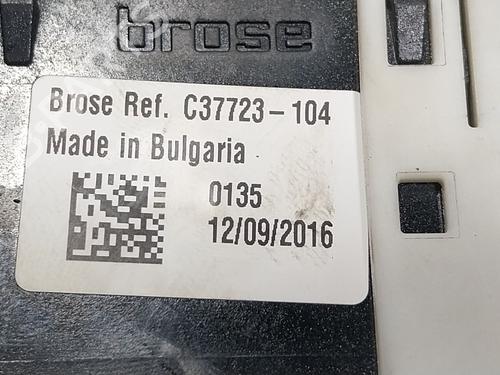 brose
Brose Ref. C37723-104
Made in Bulgaria
0135
12/09/2016